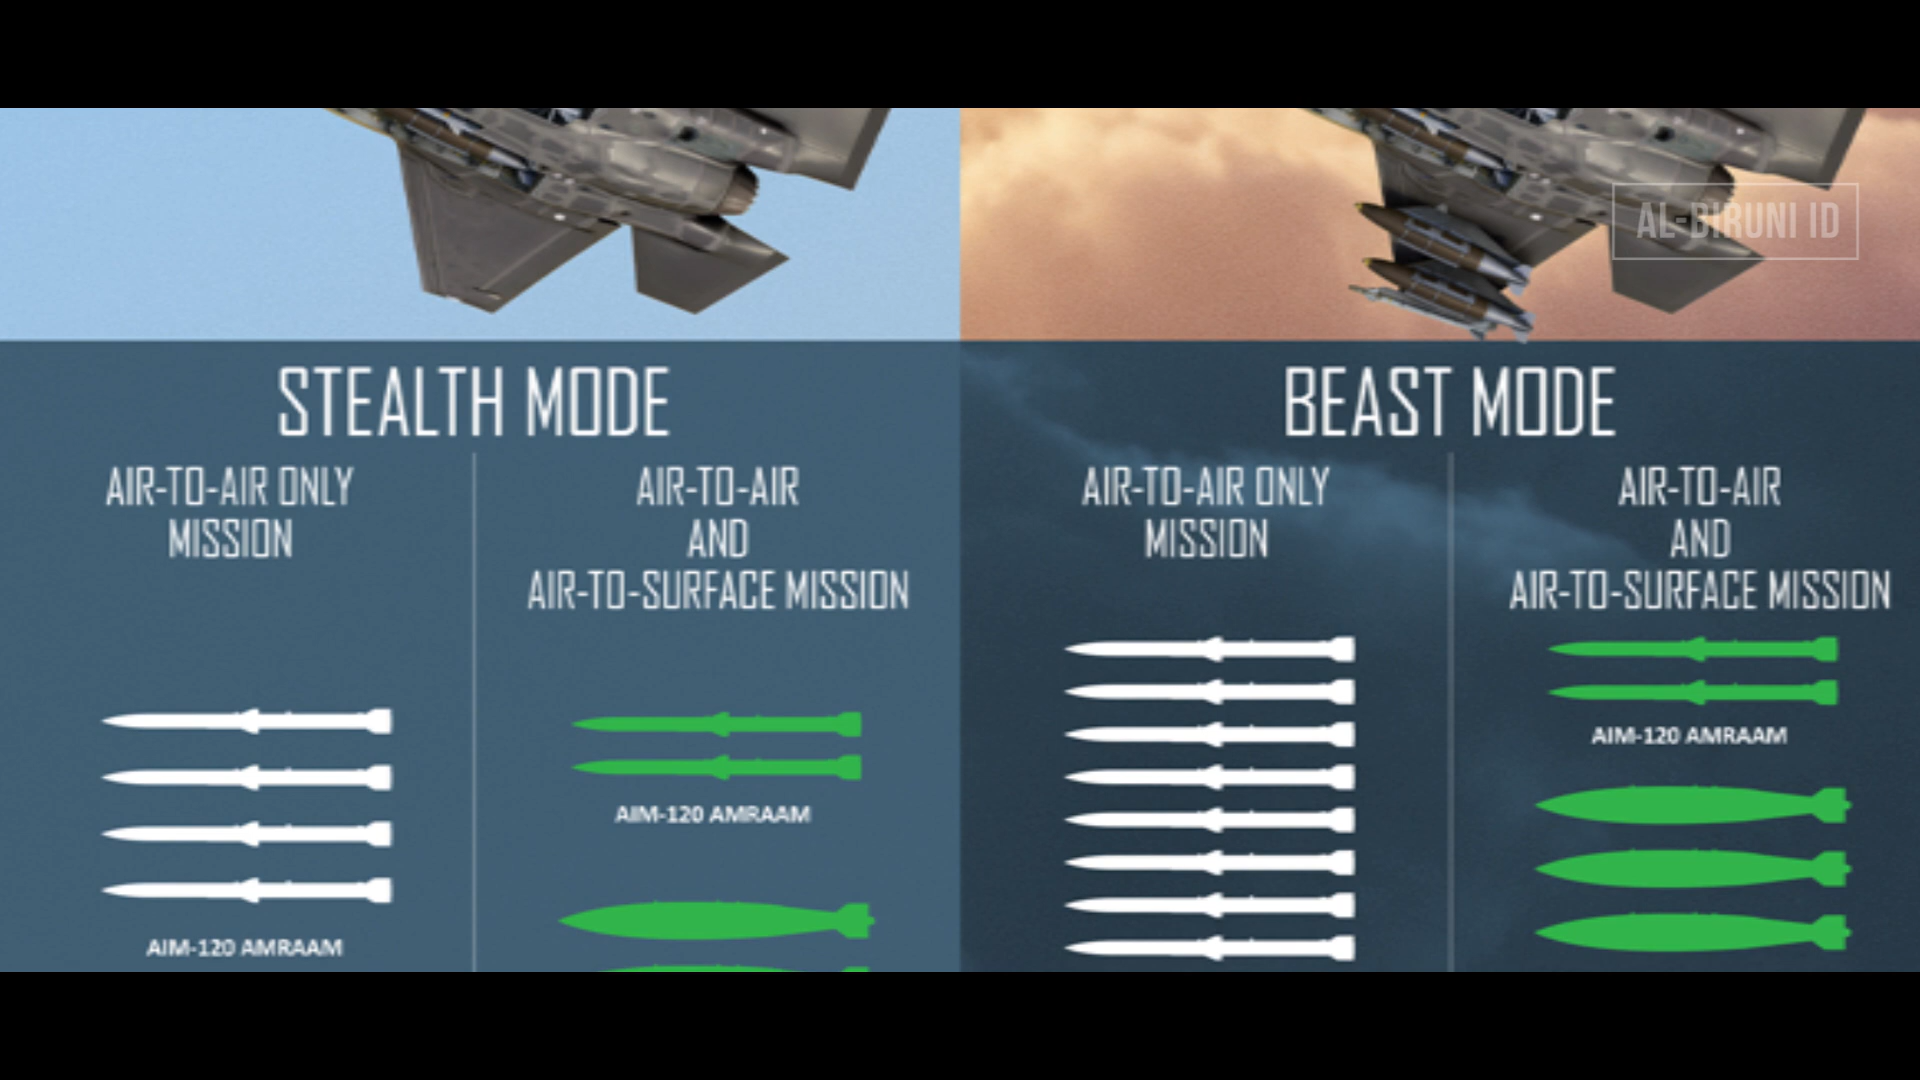 AL-BIRUNI ID
STEALTH MODE
AIR-TO-AIR ONLY
MISSION
AIR-TO-AIR
AND
AIR-TO-SURFACE MISSION
AIM-120 AMRAAM
AIM-120 AMRAAM
BEAST MODE
AIR-TO-AIR ONLY
MISSION
AIR-TO-AIR
AND
AIR-TO-SURFACE MISSION
AIM-120 AMRAAM